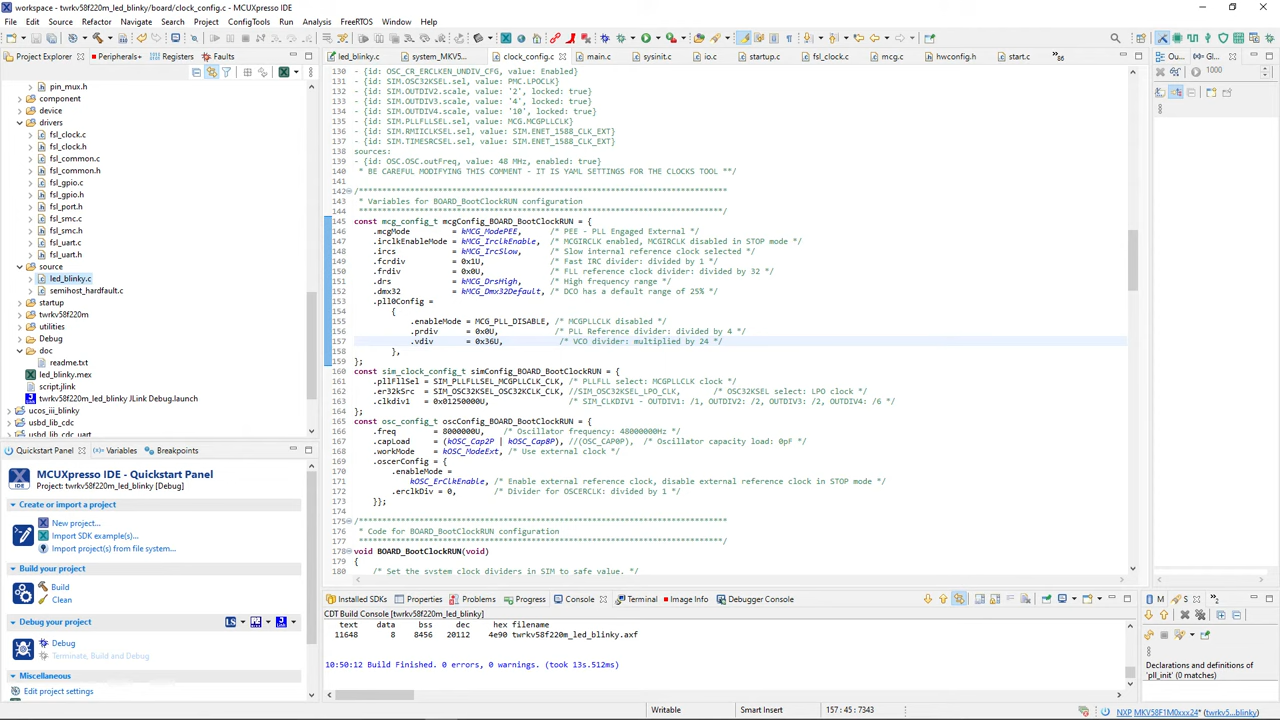 workspace - twrkv58f220m_led_blinky/board/clock_config.c - MCUXpresso IDE
File Edit Source Refactor Navigate Search Project ConfigTools Run Analysis FreeRTOS Window Help
Project Explorer Peripherals+ Registers Faults
pin_mux.h
component
device
drivers
fsl_clock.c
fsl_clock.h
fsl_common.c
fsl_common.h
fsl_gpio.c
fsl_gpio.h
fsl_port.h
fsl_smc.c
fsl_smc.h
fsl_uart.c
fsl_uart.h
source
led_blinky.c
semihost_hardfault.c
startup
twrkv58f220m
utilities
Debug
doc
readme.txt
led_blinky.mex
script.jlink
twrkv58f220m_led_blinky JLink Debug.launch
ucos_iii_blinky
usbd_lib_cdc
usbd_lib_cdc_uart
led_blinky.c system_MKV5... clock_config.c main.c sysinit.c io.c startup.c fsl_clock.c mcg.c hwconfig.h start.c 86
130 - {id: OSC_CR_ERCLKEN_UNDIV_CFG, value: Enabled}
131 - {id: SIM.OSC32KSEL.sel, value: PMC.LPOCLK}
132 - {id: SIM.OUTDIV2.scale, value: '2', locked: true}
133 - {id: SIM.OUTDIV3.scale, value: '4', locked: true}
134 - {id: SIM.OUTDIV4.scale, value: '10', locked: true}
135 - {id: SIM.PLLFLLSEL.sel, value: MCG.MCGPLLCLK}
136 - {id: SIM.RMIICLKSEL.sel, value: SIM.ENET_1588_CLK_EXT}
137 - {id: SIM.TIMESRCSEL.sel, value: SIM.ENET_1588_CLK_EXT}
138 sources:
139 - {id: OSC.OSC.outFreq, value: 48 MHz, enabled: true}
140 * BE CAREFUL MODIFYING THIS COMMENT - IT IS YAML SETTINGS FOR THE CLOCKS TOOL **/
141
142 /*******************************************************************************
143 * Variables for BOARD_BootClockRUN configuration
144 ******************************************************************************/
145 const mcg_config_t mcgConfig_BOARD_BootClockRUN = {
146 .mcgMode = kMCG_ModePEE, /* PEE - PLL Engaged External */
147 .irclkEnableMode = kMCG_IrclkEnable, /* MCGIRCLK enabled, MCGIRCLK disabled in STOP mode */
148 .ircs = kMCG_IrcSlow, /* Slow internal reference clock selected */
149 .fcrdiv = 0x1U, /* Fast IRC divider: divided by 1 */
150 .frdiv = 0x0U, /* FLL reference clock divider: divided by 32 */
151 .drs = kMCG_DrsHigh, /* High frequency range */
152 .dmx32 = kMCG_Dmx32Default, /* DCO has a default range of 25% */
153 .pll0Config =
154 {
155 .enableMode = MCG_PLL_DISABLE, /* MCGPLLCLK disabled */
156 .prdiv = 0x0U, /* PLL Reference divider: divided by 4 */
157 .vdiv = 0x36U, /* VCO divider: multiplied by 24 */
158 },
159 };
160 const sim_clock_config_t simConfig_BOARD_BootClockRUN = {
161 .pllFllSel = SIM_PLLFLLSEL_MCGPLLCLK_CLK, /* PLLFLL select: MCGPLLCLK clock */
162 .er32kSrc = SIM_OSC32KSEL_OSC32KCLK_CLK, //SIM_OSC32KSEL_LPO_CLK, /* OSC32KSEL select: LPO clock */
163 .clkdiv1 = 0x01250000U, /* SIM_CLKDIV1 - OUTDIV1: /1, OUTDIV2: /2, OUTDIV3: /2, OUTDIV4: /6 */
164 };
165 const osc_config_t oscConfig_BOARD_BootClockRUN = {
166 .freq = 8000000U, /* Oscillator frequency: 48000000Hz */
167 .capLoad = (kOSC_Cap2P | kOSC_Cap8P), //(OSC_CAP0P), /* Oscillator capacity load: 0pF */
168 .workMode = kOSC_ModeExt, /* Use external clock */
169 .oscerConfig = {
170 .enableMode =
171 kOSC_ErClkEnable, /* Enable external reference clock, disable external reference clock in STOP mode */
172 .erclkDiv = 0, /* Divider for OSCERCLK: divided by 1 */
173 }};
174
175 /*******************************************************************************
176 * Code for BOARD_BootClockRUN configuration
177 ******************************************************************************/
178 void BOARD_BootClockRUN(void)
179 {
180 /* Set the system clock dividers in SIM to safe value. */
Quickstart Panel Variables Breakpoints
MCUXpresso IDE - Quickstart Panel
IDE
Project: twrkv58f220m_led_blinky [Debug]
Create or import a project
New project...
Import SDK example(s)...
Import project(s) from file system...
Build your project
Build
Clean
Debug your project
LS
Debug
Terminate, Build and Debug
Miscellaneous
Edit project settings
Installed SDKs Properties Problems Progress Console Terminal Image Info Debugger Console
CDT Build Console [twrkv58f220m_led_blinky]
text data bss dec hex filename
11648 8 8456 20112 4e90 twrkv58f220m_led_blinky.axf
10:50:12 Build Finished. 0 errors, 0 warnings. (took 13s.512ms)
Ou... Gl...
1000
M S 2
Declarations and definitions of
'pll_init' (0 matches)
Writable Smart Insert 157 : 45 : 7343
NXP MKV58F1M0xxx24* (twrkv5...blinky)